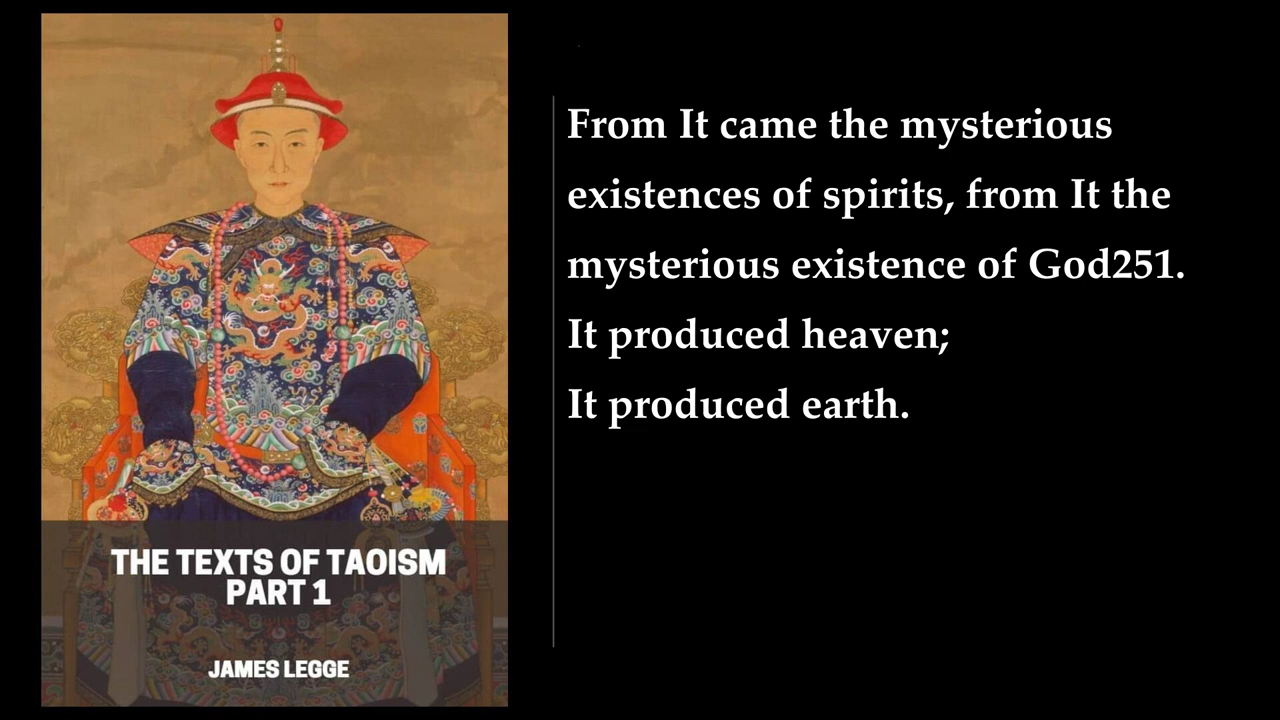 From It came the mysterious
existences of spirits, from It the
mysterious existence of God251.
It produced heaven;
It produced earth.
THE TEXTS OF TAOISM
PART 1
JAMES LEGGE